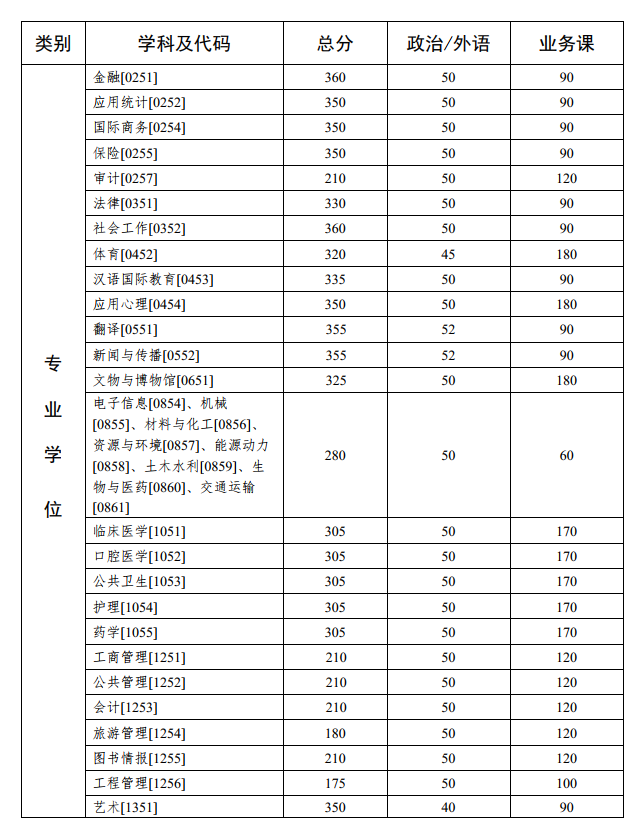 类别 学科及代码 总分 政治/外语 业务课
专业学位
金融[0251] 360 50 90
应用统计[0252] 350 50 90
国际商务[0254] 350 50 90
保险[0255] 350 50 90
审计[0257] 210 50 120
法律[0351] 330 50 90
社会工作[0352] 360 50 90
体育[0452] 320 45 180
汉语国际教育[0453] 335 50 90
应用心理[0454] 350 50 180
翻译[0551] 355 52 90
新闻与传播[0552] 355 52 90
文物与博物馆[0651] 325 50 180
电子信息[0854]、机械
[0855]、材料与化工[0856]、
资源与环境[0857]、能源动力
[0858]、土木水利[0859]、生
物与医药[0860]、交通运输
[0861] 280 50 60
临床医学[1051] 305 50 170
口腔医学[1052] 305 50 170
公共卫生[1053] 305 50 170
护理[1054] 305 50 170
药学[1055] 305 50 170
工商管理[1251] 210 50 120
公共管理[1252] 210 50 120
会计[1253] 210 50 120
旅游管理[1254] 180 50 120
图书情报[1255] 210 50 120
工程管理[1256] 175 50 100
艺术[1351] 350 40 90